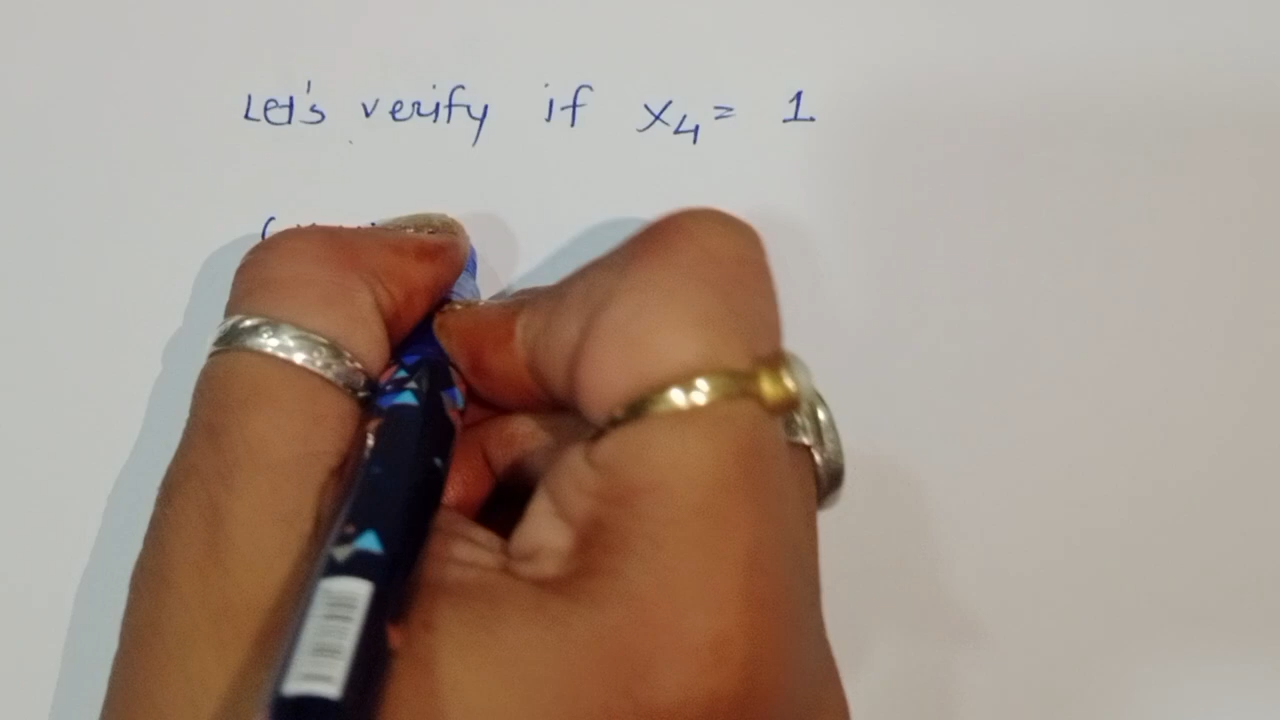 Let's verify if x₄ = 1